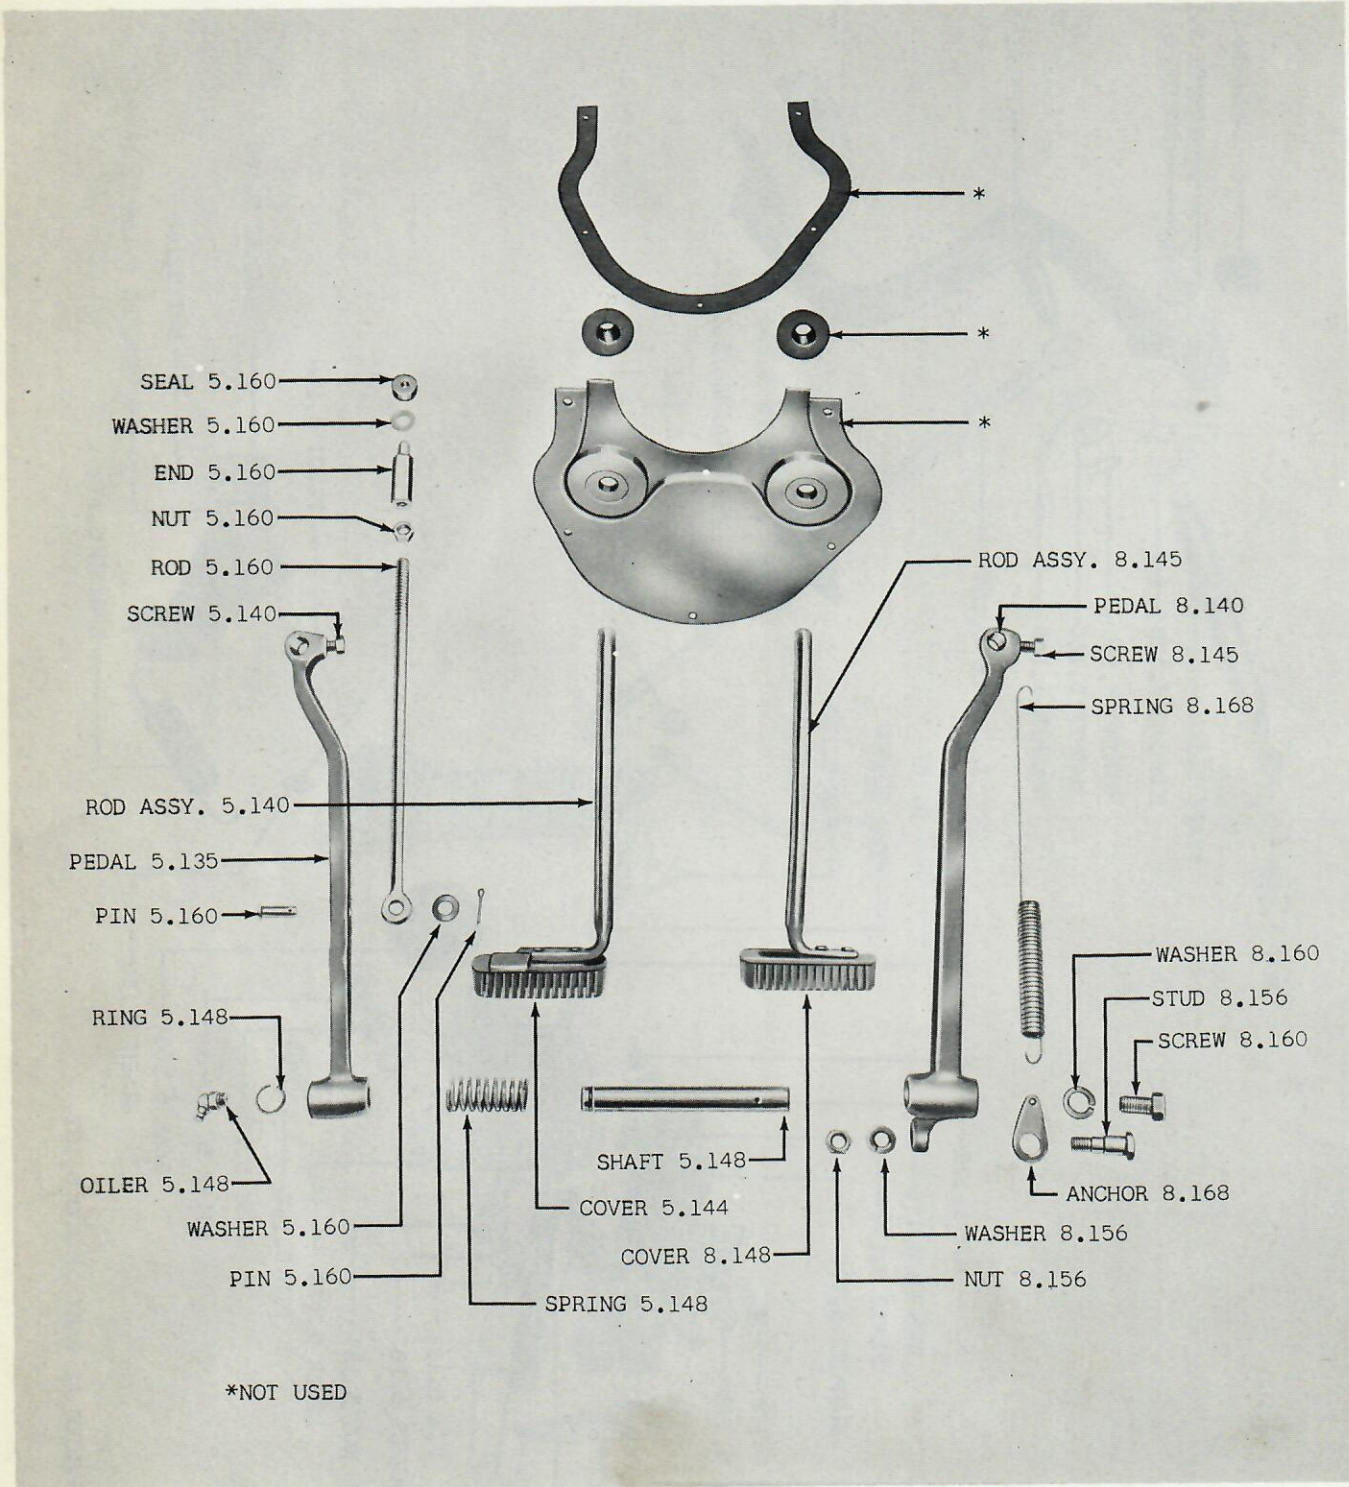 *
*
SEAL 5.160
WASHER 5.160
*
END 5.160
NUT 5.160
ROD 5.160
ROD ASSY. 8.145
SCREW 5.140
PEDAL 8.140
SCREW 8.145
SPRING 8.168
ROD ASSY. 5.140
PEDAL 5.135
PIN 5.160
WASHER 8.160
STUD 8.156
RING 5.148
SCREW 8.160
SHAFT 5.148
OILER 5.148
ANCHOR 8.168
COVER 5.144
WASHER 5.160
WASHER 8.156
COVER 8.148
PIN 5.160
NUT 8.156
SPRING 5.148
*NOT USED